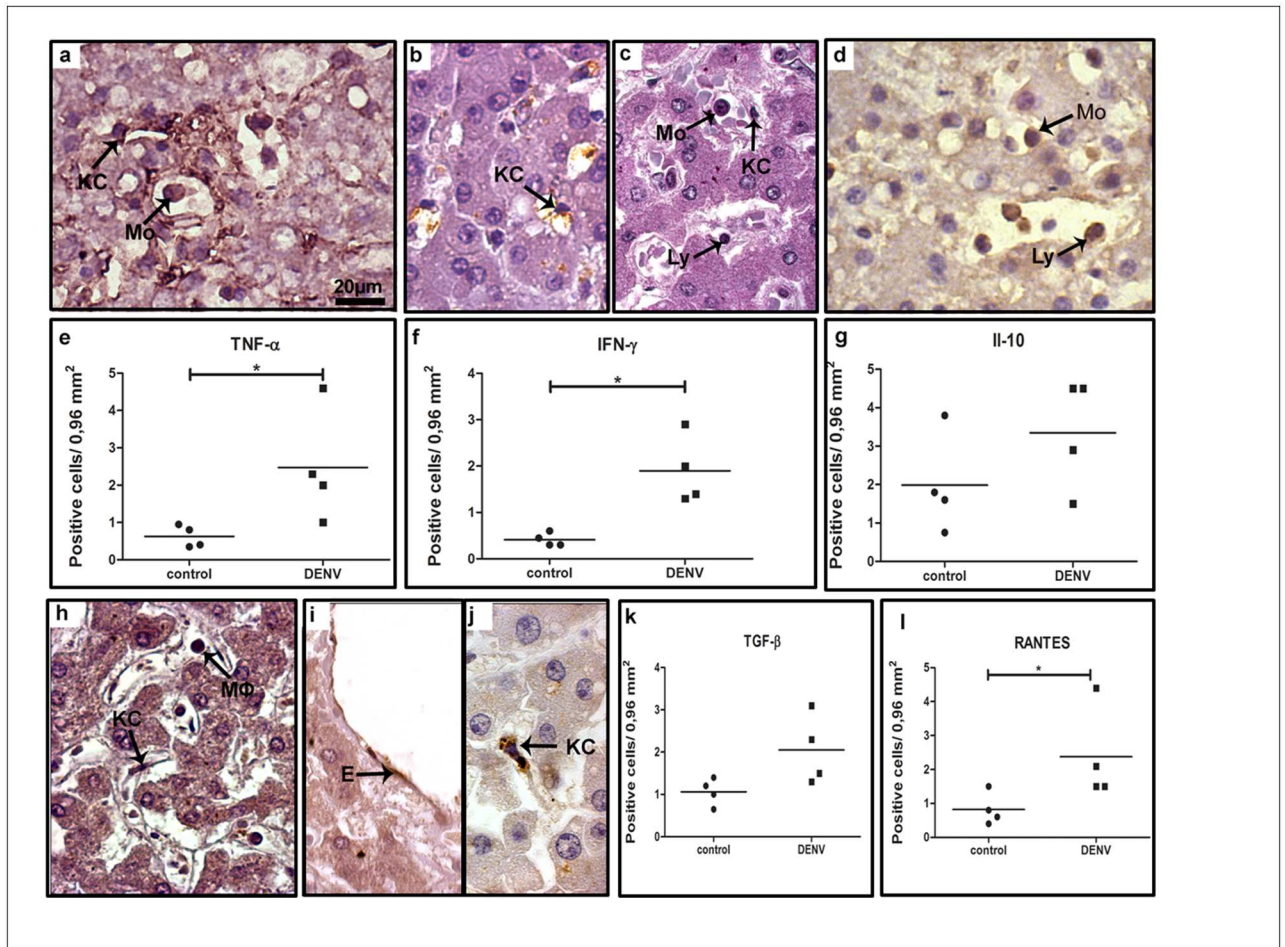 a
KC
Mo
20µm
b
KC
c
Mo
KC
Ly
d
Mo
Ly
e
TNF-α
*
Positive cells/ 0,96 mm²
5
4
3
2
1
0
control DENV
f
IFN-γ
*
Positive cells/ 0,96 mm²
4
3
2
1
0
control DENV
g
Il-10
Positive cells/ 0,96 mm²
5
4
3
2
1
0
control DENV
h
MΦ
KC
i
E
j
KC
k
TGF-β
Positive cells/ 0,96 mm²
4
3
2
1
0
control DENV
l
RANTES
*
Positive cells/ 0,96 mm²
5
4
3
2
1
0
control DENV